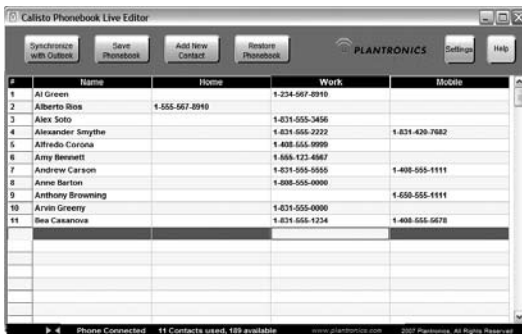 Calisto Phonebook Live Editor
Synchronize with Outlook
Save Phonebook
Add New Contact
Restore Phonebook
PLANTRONICS
Settings
Help
# Name Home Work Mobile
1 Al Green 1-234-567-8910
2 Alberto Rios 1-555-567-8910
3 Alex Soto 1-831-555-3456
4 Alexander Smythe 1-831-555-2222 1-831-420-7682
5 Alfredo Corona 1-408-555-9999
6 Amy Bennett 1-555-123-4567
7 Andrew Carson 1-831-555-5555 1-408-555-1111
8 Anne Barton 1-808-555-0000
9 Anthony Browning 1-650-555-1111
10 Arvin Greeny 1-831-555-0000
11 Bea Casanova 1-831-555-1234 1-408-555-5678
Phone Connected 11 Contacts used, 189 available www.plantronics.com 2007 Plantronics, All Rights Reserved